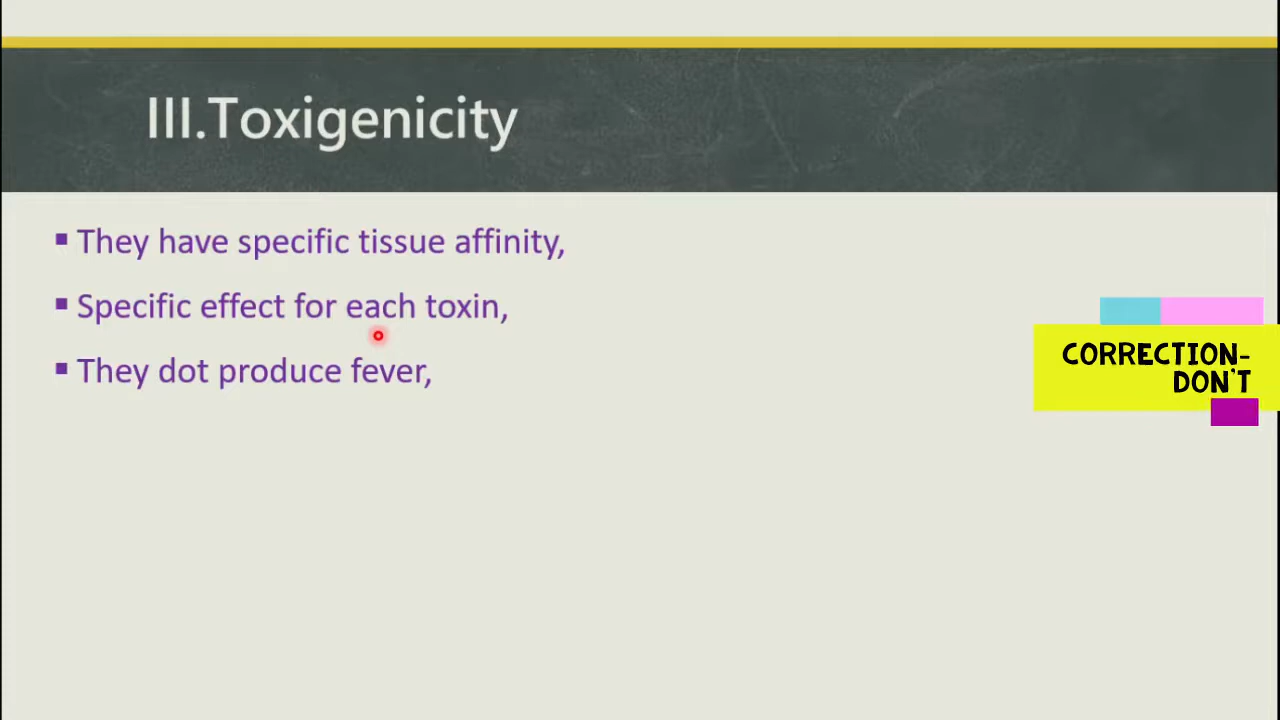 III.Toxigenicity
They have specific tissue affinity,
Specific effect for each toxin,
They dot produce fever,
CORRECTION-
DON'T